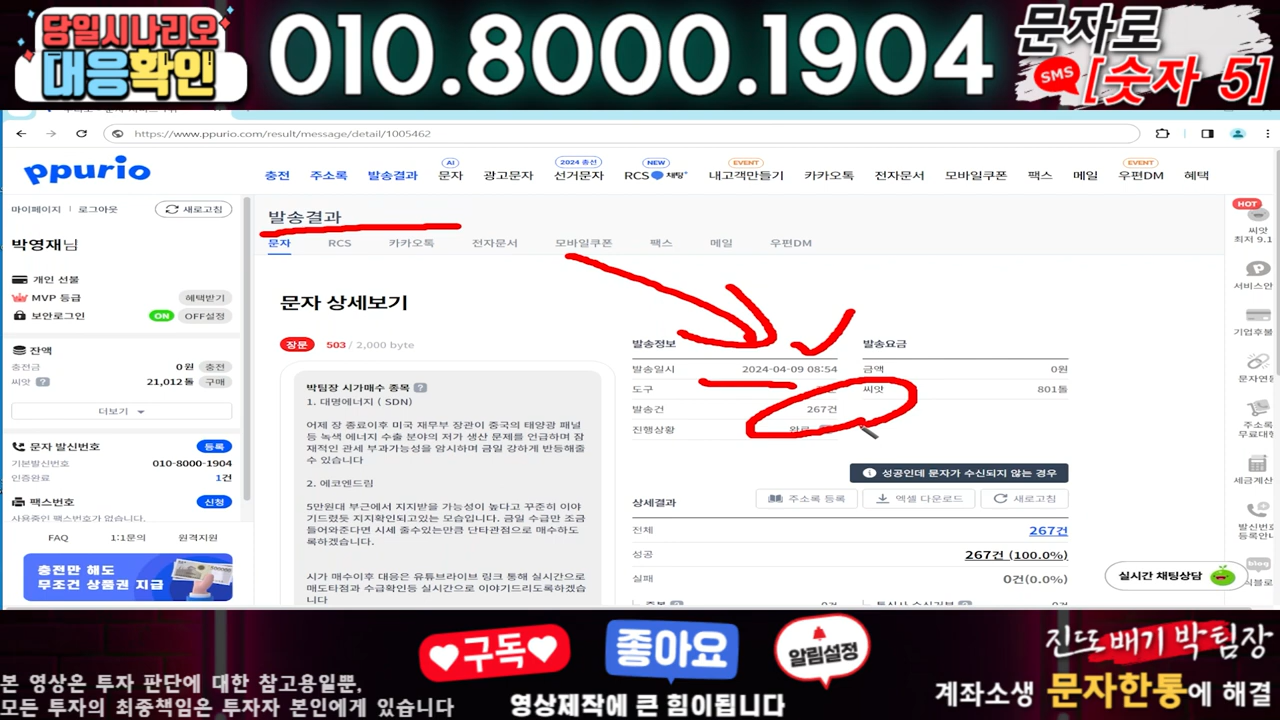 당일시나리오
대응확인
010.8000.1904
문자로
SMS [숫자 5]
https://www.ppurio.com/result/message/detail/1005462
ppurio
충전 주소록 발송결과 AI 문자 광고문자 2024 총선 선거문자 NEW RCS 채팅+ EVENT 내고객만들기 카카오톡 전자문서 모바일쿠폰 팩스 메일 EVENT 우편DM 혜택
마이페이지 | 로그아웃 새로고침
박영재님
개인 선불
MVP 등급 혜택받기
보안로그인 ON OFF설정
잔액
충전금 0원 충전
씨앗 ? 21,012톨 구매
더보기
문자 발신번호 등록
기본발신번호 010-8000-1904
인증완료 1건
팩스번호 신청
사용중인 팩스번호가 없습니다.
FAQ 1:1문의 원격지원
충전만 해도
무조건 상품권 지급
발송결과
문자 RCS 카카오톡 전자문서 모바일쿠폰 팩스 메일 우편DM
문자 상세보기
장문 503 / 2,000 byte
박팀장 시가매수 종목 ?
1. 대명에너지 ( SDN)
어제 장 종료이후 미국 재무부 장관이 중국의 태양광 패널
등 녹색 에너지 수출 분야의 저가 생산 문제를 언급하며 잠
재적인 관세 부과가능성을 암시하며 금일 강하게 반등해줄
수 있습니다
2. 에코앤드림
5만원대 부근에서 지지받을 가능성이 높다고 꾸준히 이야
기드렸듯 지지확인되고있는 모습입니다. 금일 수급만 조금
들어와준다면 시세 줄수있는만큼 단타관점으로 매수하도
록하겠습니다.
시가 매수이후 대응은 유튜브라이브 링크 통해 실시간으로
매도타점과 수급확인등 실시간으로 이야기드리도록하겠습
니다
발송정보
발송일시 2024-04-09 08:54
도구
발송건 267건
진행상황 완료
발송요금
금액 0원
씨앗 801톨
성공인데 문자가 수신되지 않는 경우
상세결과 주소록 등록 엑셀 다운로드 새로고침
전체 267건
성공 267건 (100.0%)
실패 0건(0.0%)
HOT
씨앗
최저 9.1
서비스안
기업후불
문자연동
주소록
무료대행
세금계산
발신번호
등록안내
blog
실시간 채팅상담
본 영상은 투자 판단에 대한 참고용일뿐,
모든 투자의 최종책임은 투자자 본인에게 있습니다
구독
좋아요
알림설정
영상제작에 큰 힘이됩니다
진또배기 박팀장
계좌소생 문자한통에 해결